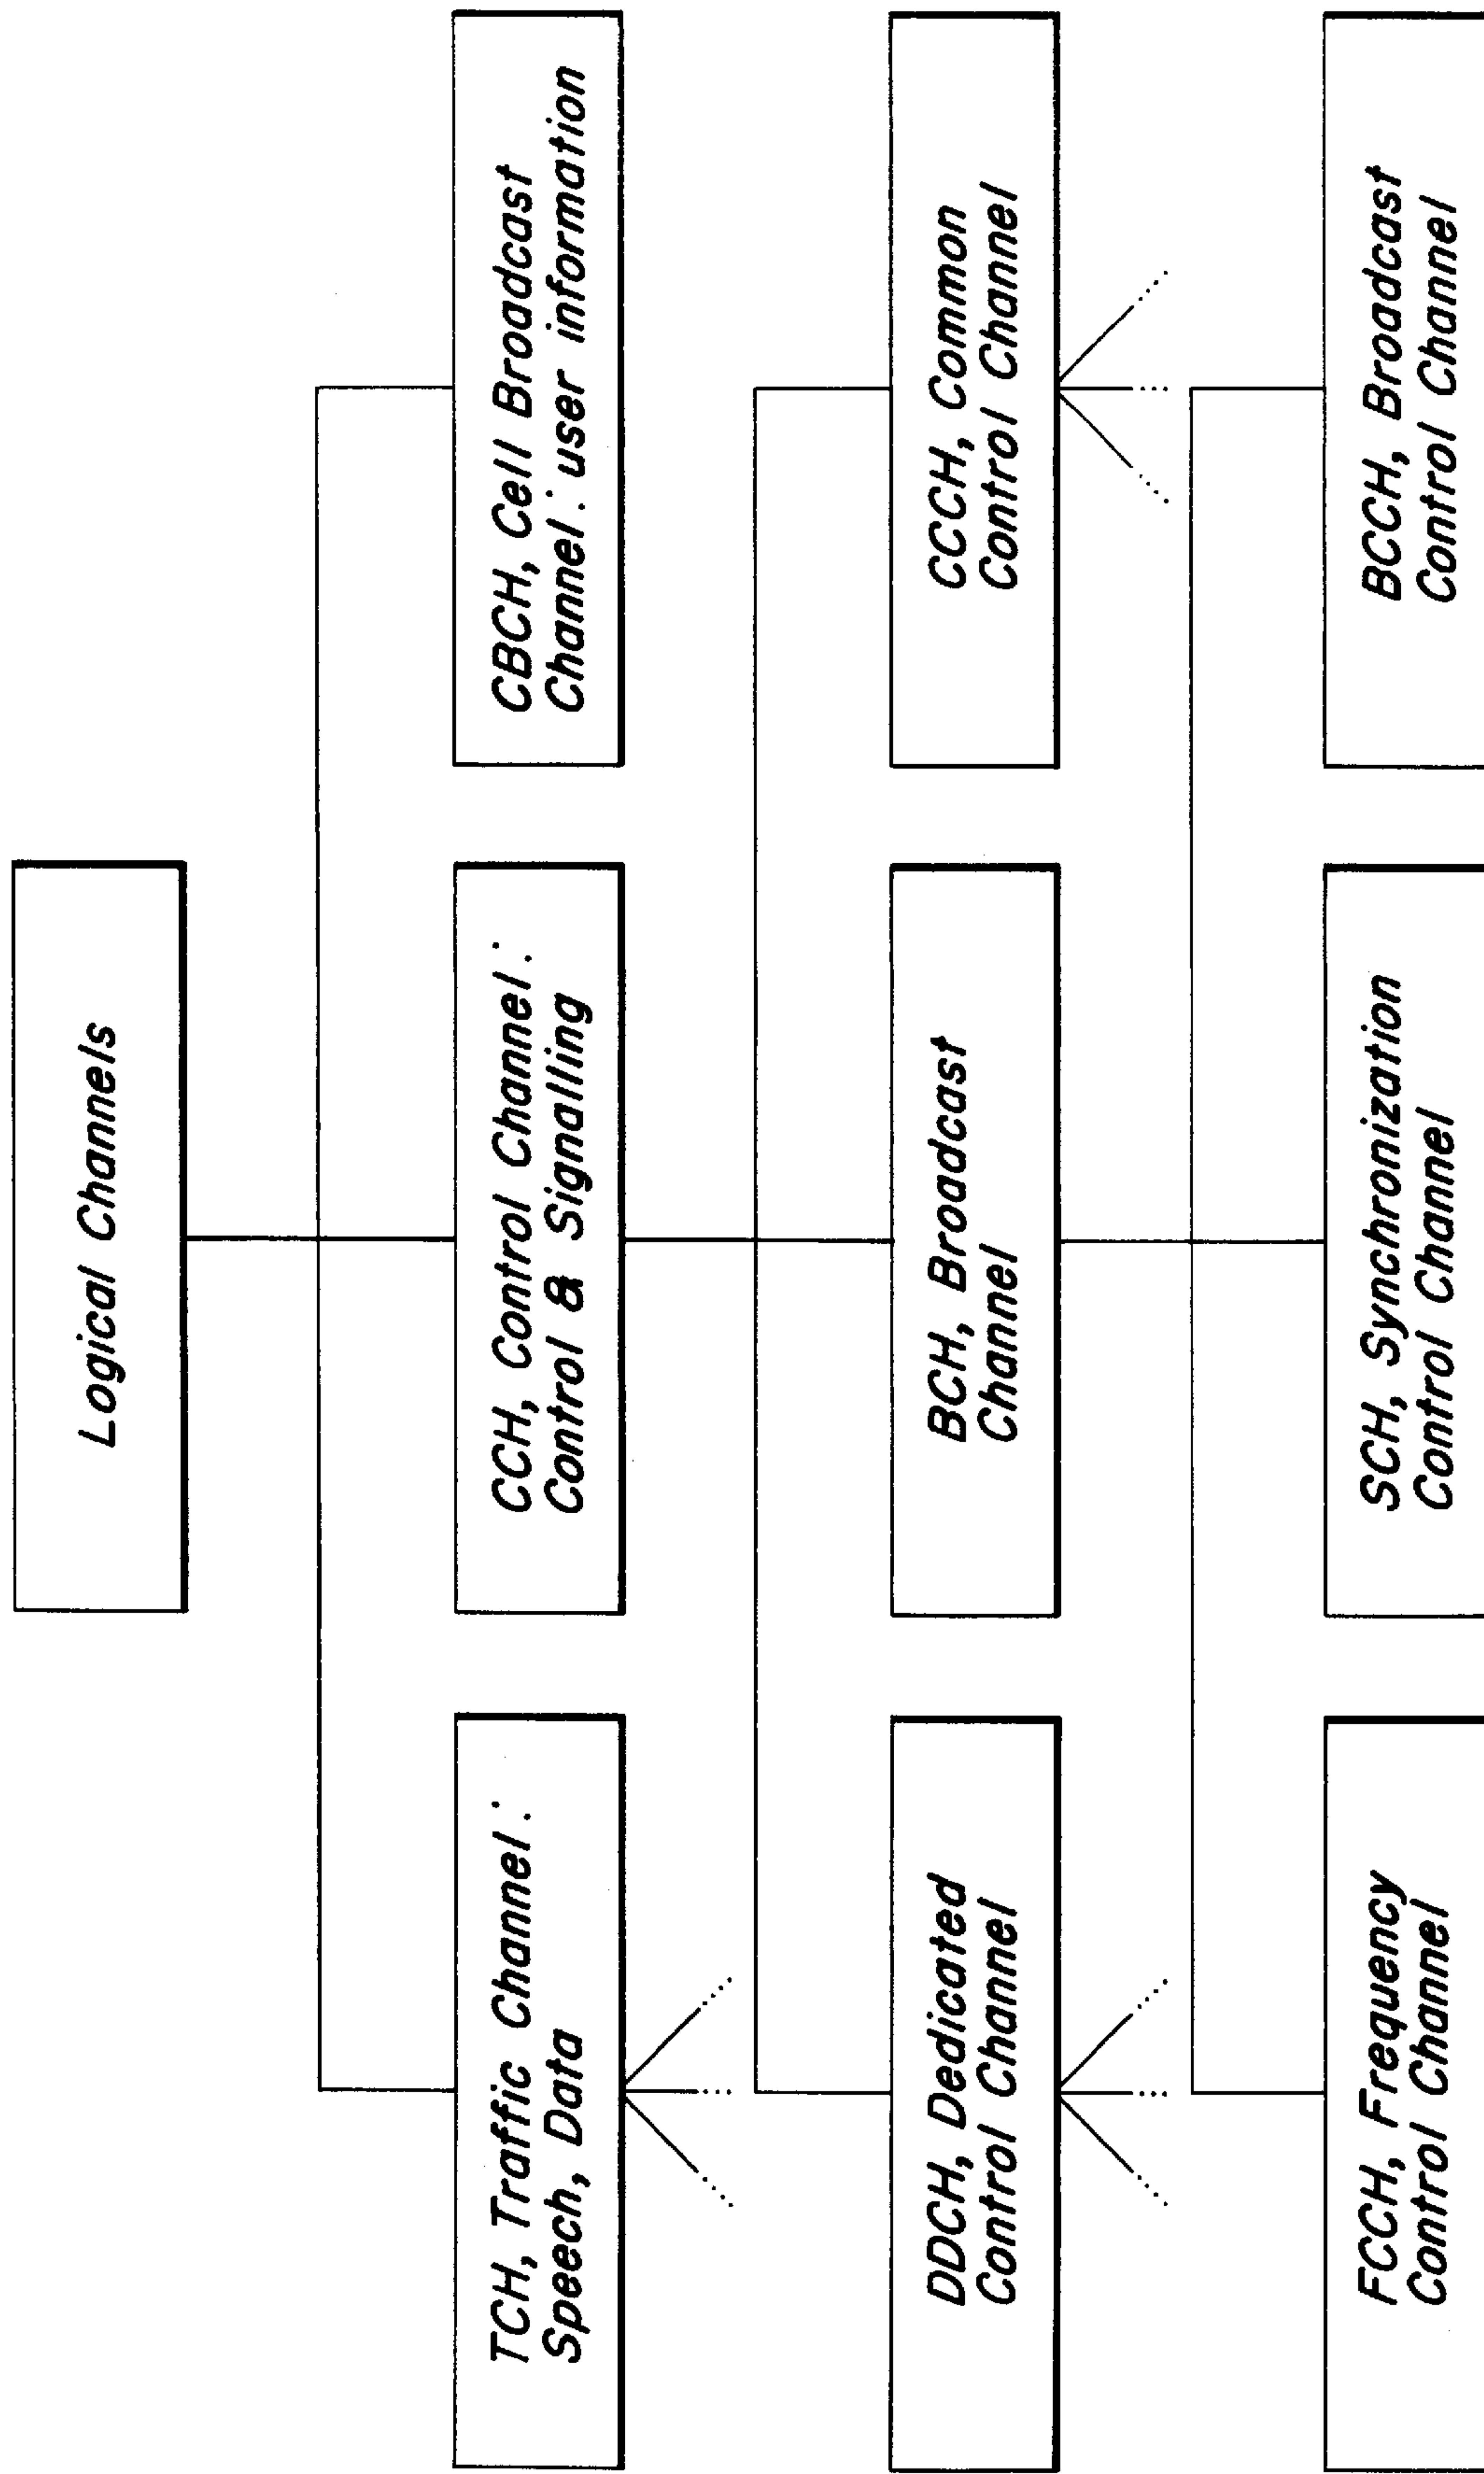 Logical Channels
TCH, Traffic Channel:
Speech, Data
CCH, Control Channel:
Control & Signalling
CBCH, Cell Broadcast
Channel: user information
DDCH, Dedicated
Control Channel
BCH, Broadcast
Channel
CCCH, Common
Control Channel
FCCH, Frequency
Control Channel
SCH, Synchronization
Control Channel
BCCH, Broadcast
Control Channel